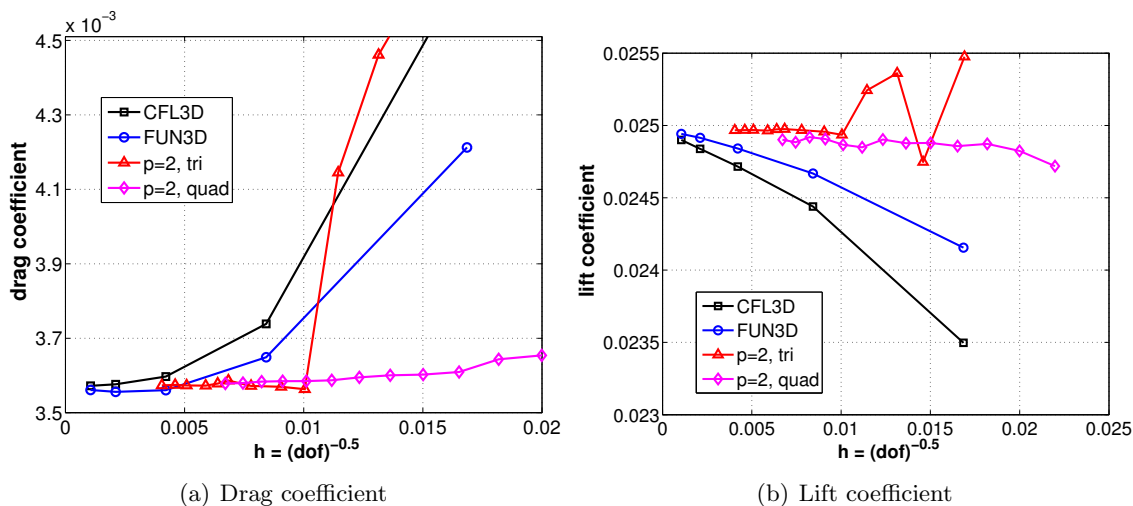 x 10⁻³
4.5
4.3
4.1
3.9
3.7
3.5
drag coefficient
CFL3D
FUN3D
p=2, tri
p=2, quad
0 0.005 0.01 0.015 0.02
h = (dof)⁻⁰·⁵
(a) Drag coefficient
0.0255
0.025
0.0245
0.024
0.0235
0.023
lift coefficient
CFL3D
FUN3D
p=2, tri
p=2, quad
0 0.005 0.01 0.015 0.02 0.025
h = (dof)⁻⁰·⁵
(b) Lift coefficient